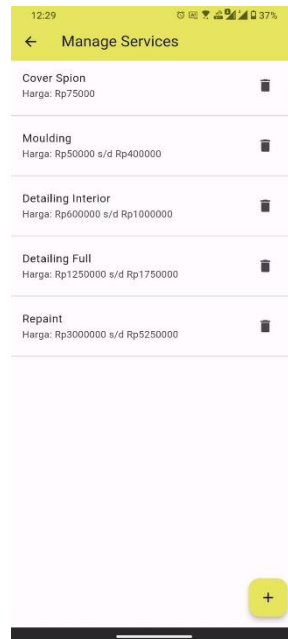 12:29
37%
Manage Services
Cover Spion
Harga: Rp75000
Moulding
Harga: Rp50000 s/d Rp400000
Detailing Interior
Harga: Rp600000 s/d Rp1000000
Detailing Full
Harga: Rp1250000 s/d Rp1750000
Repaint
Harga: Rp3000000 s/d Rp5250000
+